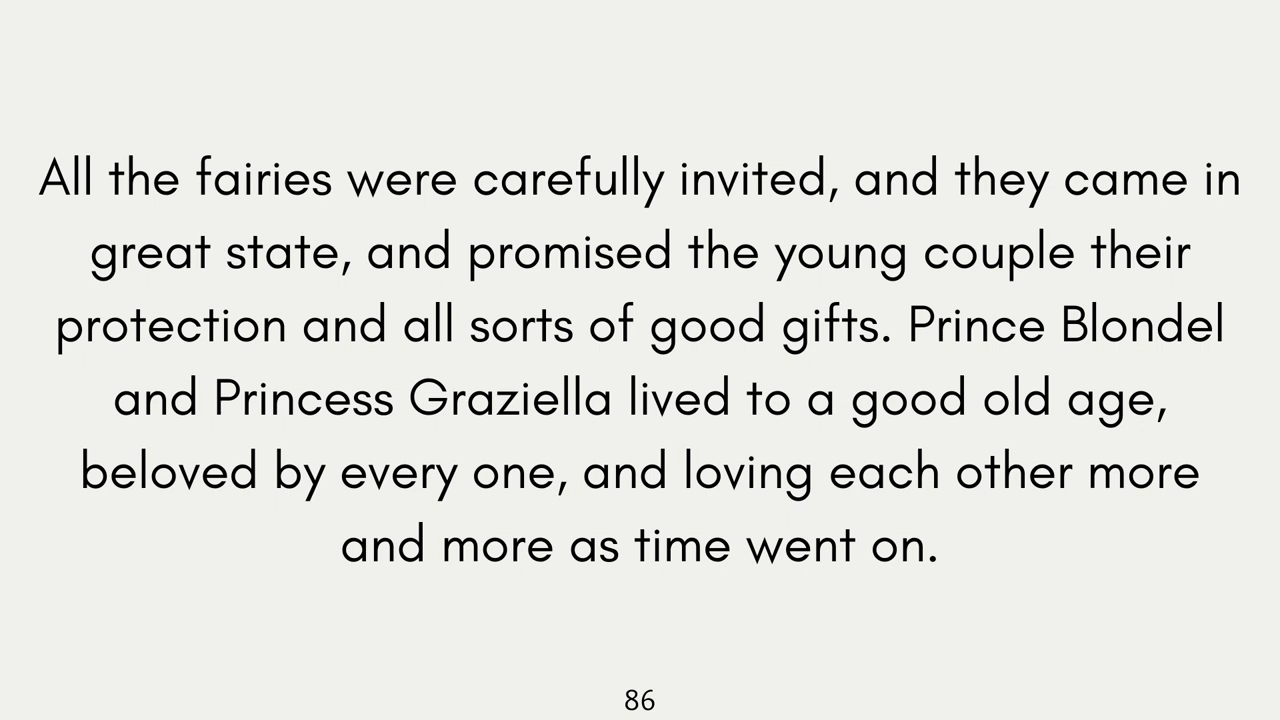 All the fairies were carefully invited, and they came in
great state, and promised the young couple their
protection and all sorts of good gifts. Prince Blondel
and Princess Graziella lived to a good old age,
beloved by every one, and loving each other more
and more as time went on.
86